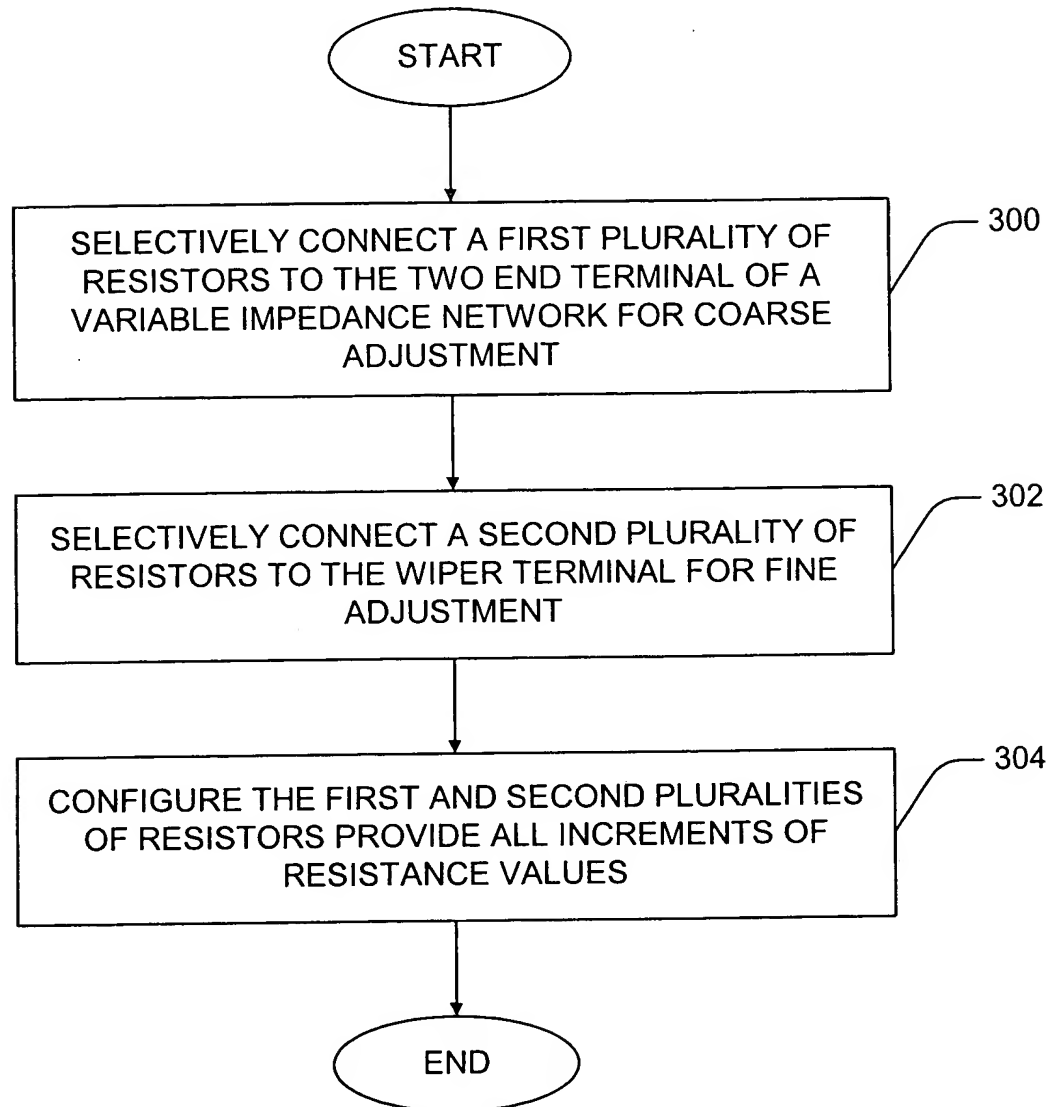 START
SELECTIVELY CONNECT A FIRST PLURALITY OF
RESISTORS TO THE TWO END TERMINAL OF A
VARIABLE IMPEDANCE NETWORK FOR COARSE
ADJUSTMENT
300
SELECTIVELY CONNECT A SECOND PLURALITY OF
RESISTORS TO THE WIPER TERMINAL FOR FINE
ADJUSTMENT
302
CONFIGURE THE FIRST AND SECOND PLURALITIES
OF RESISTORS PROVIDE ALL INCREMENTS OF
RESISTANCE VALUES
304
END